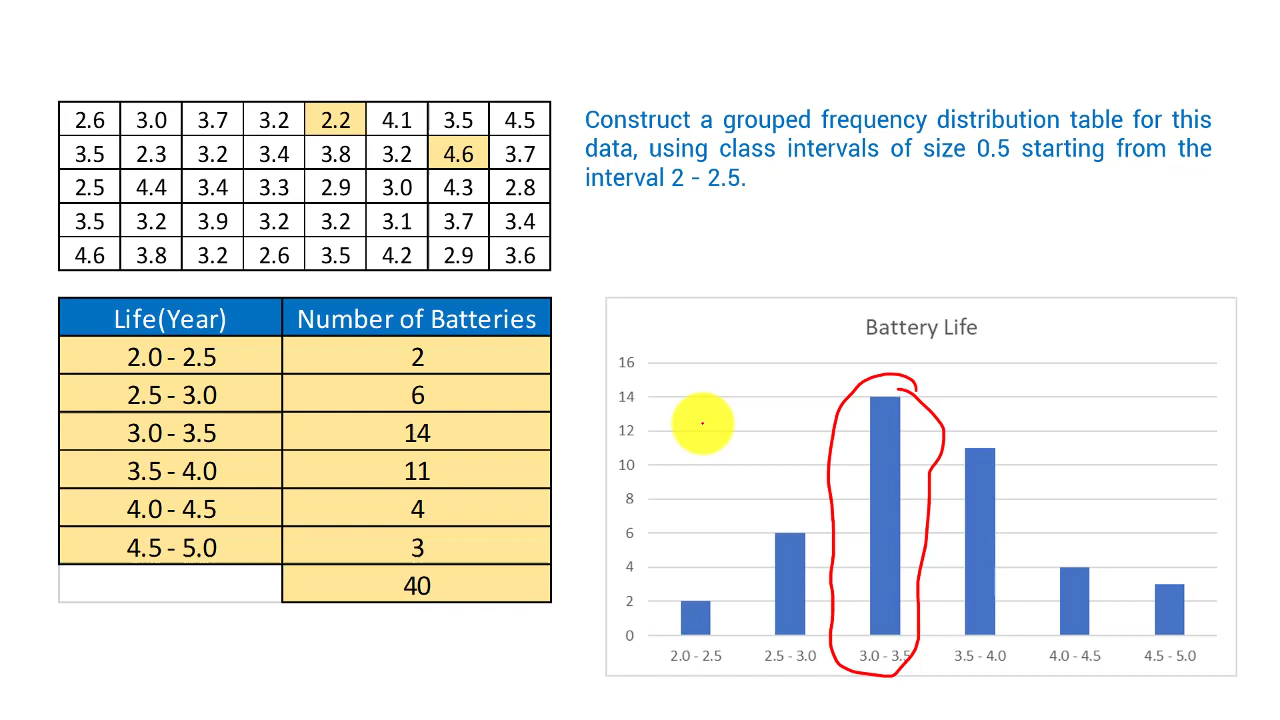 2.6 3.0 3.7 3.2 2.2 4.1 3.5 4.5
3.5 2.3 3.2 3.4 3.8 3.2 4.6 3.7
2.5 4.4 3.4 3.3 2.9 3.0 4.3 2.8
3.5 3.2 3.9 3.2 3.2 3.1 3.7 3.4
4.6 3.8 3.2 2.6 3.5 4.2 2.9 3.6
Construct a grouped frequency distribution table for this
data, using class intervals of size 0.5 starting from the
interval 2 - 2.5.
Life(Year) Number of Batteries
2.0 - 2.5 2
2.5 - 3.0 6
3.0 - 3.5 14
3.5 - 4.0 11
4.0 - 4.5 4
4.5 - 5.0 3
40
Battery Life
16
14
12
10
8
6
4
2
0
2.0 - 2.5 2.5 - 3.0 3.0 - 3.5 3.5 - 4.0 4.0 - 4.5 4.5 - 5.0